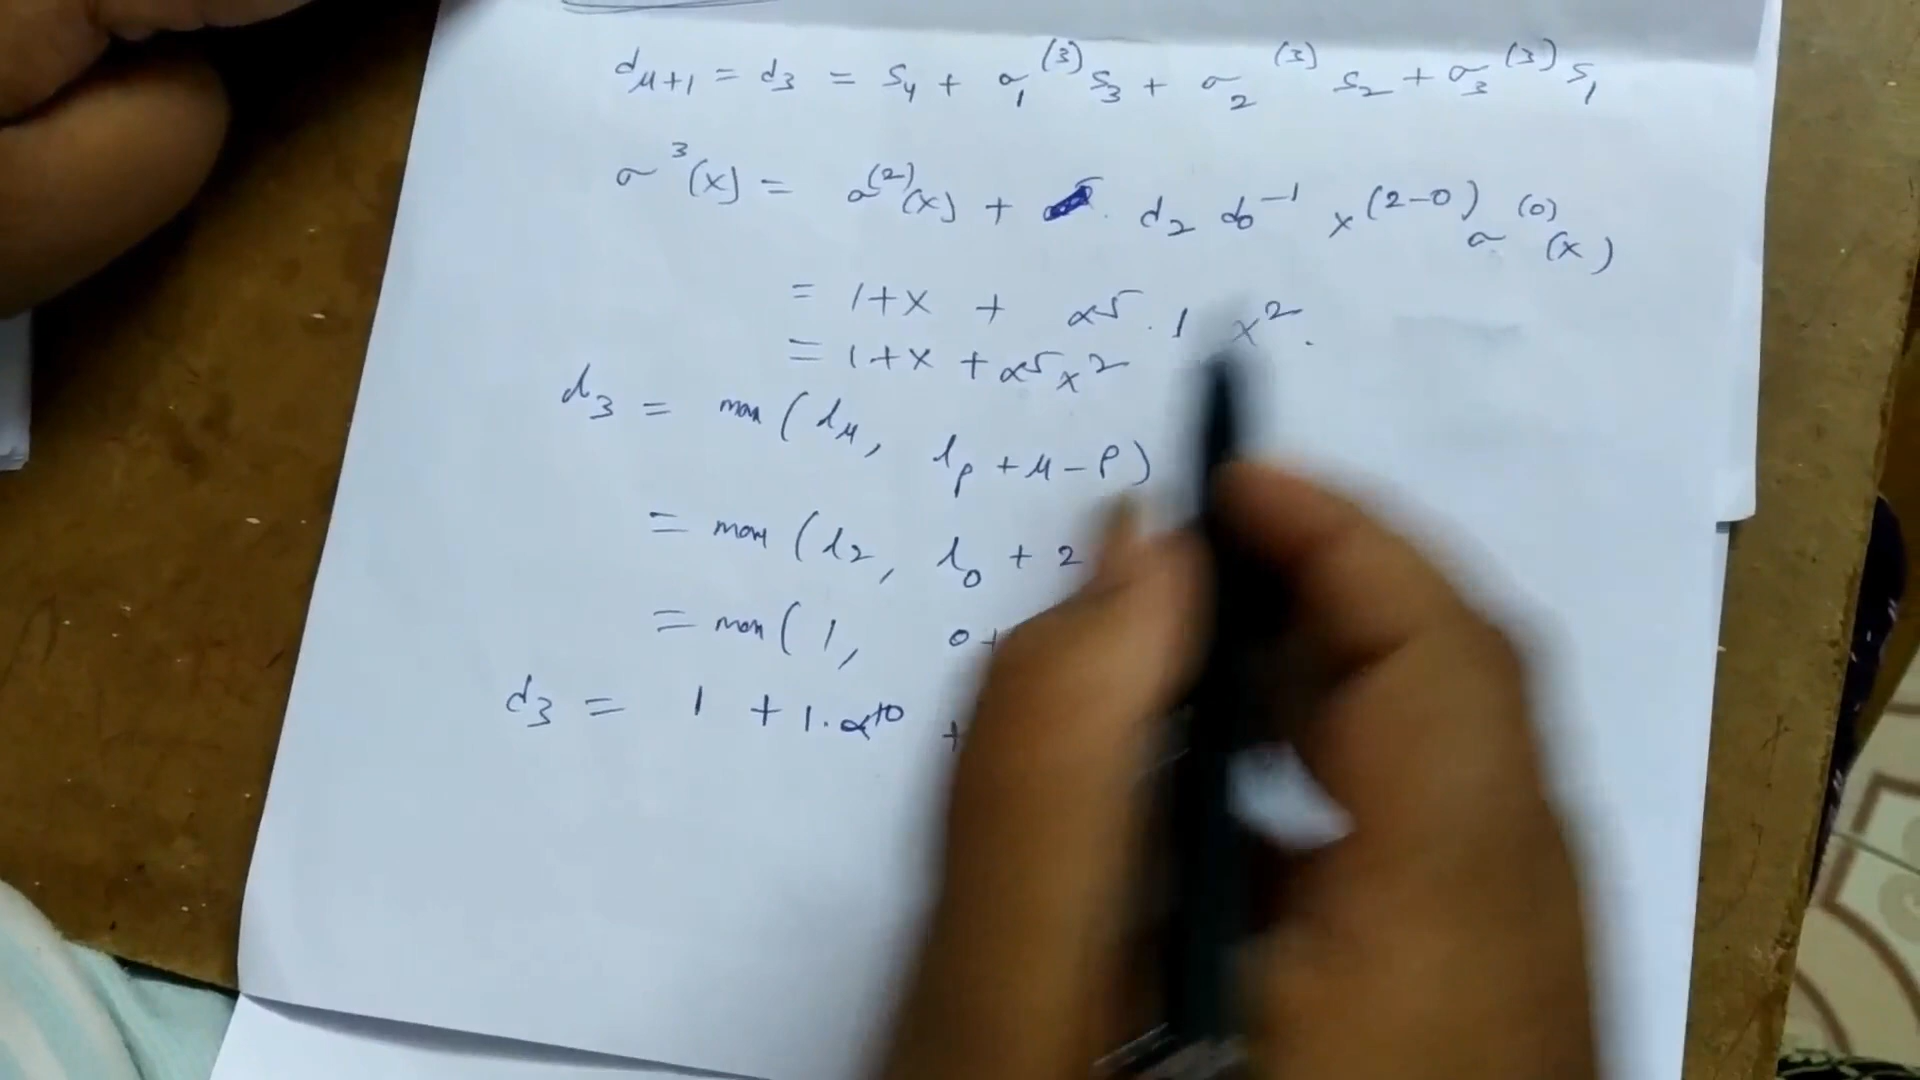 d_μ+1 = d_3 = S_4 + σ_1^(3) S_3 + σ_2^(3) S_2 + σ_3^(3) S_1
σ^3(x) = σ^(2)(x) + d_2 d_0^-1 x^(2-0) σ^(0)(x)
= 1+x + α^5 . 1 x^2 .
= 1+x + α^5 x^2
d_3 = max ( l_μ, l_ρ + μ - ρ )
= max ( l_2, l_0 + 2
= max ( 1, 0+
d_3 = 1 + 1.α^10 +